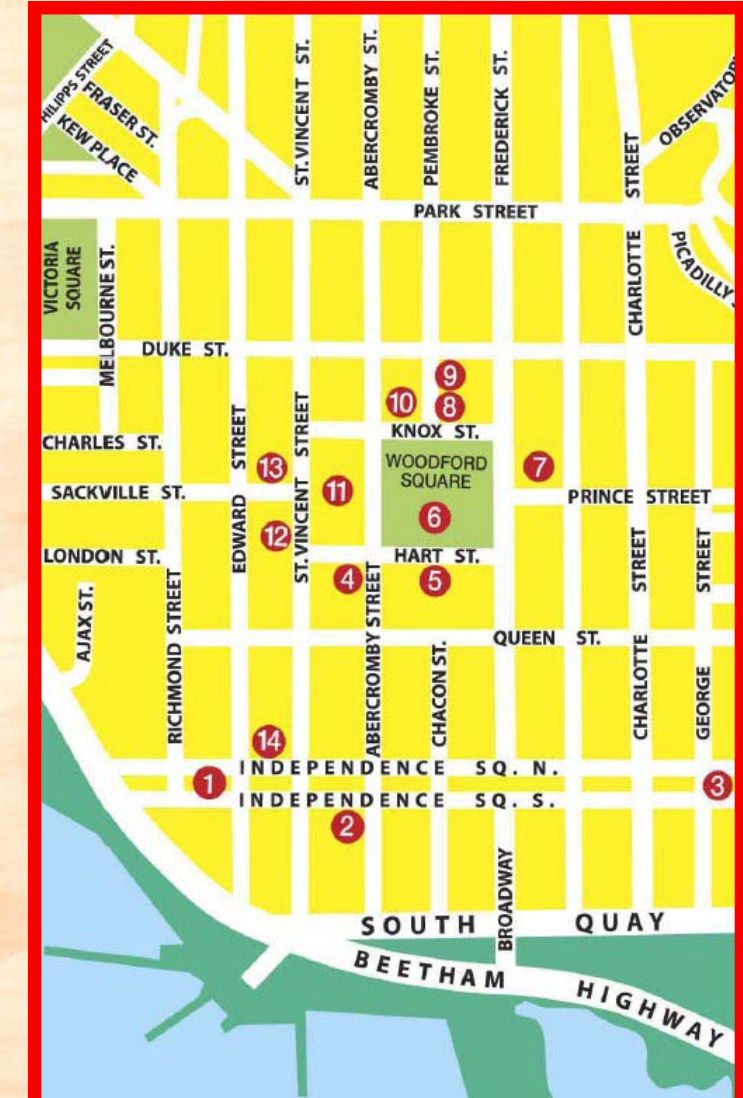 PHILIPPS STREET
FRASER ST.
KEW PLACE
ST. VINCENT ST.
ABERCROMBY ST.
PEMBROKE ST.
FREDERICK ST.
STREET
CHARLOTTE
PARK STREET
VICTORIA
SQUARE
MELBOURNE ST.
DUKE ST.
9
10
8
KNOX ST.
CHARLES ST.
EDWARD STREET
13
ST. VINCENT STREET
WOODFORD
SQUARE
7
SACKVILLE ST.
11
PRINCE STREET
6
12
LONDON ST.
HART ST.
4
5
AJAX ST.
RICHMOND STREET
ABERCROMBY STREET
QUEEN ST.
CHACON ST.
CHARLOTTE STREET
GEORGE STREET
14
INDEPENDENCE SQ. N.
1
3
INDEPENDENCE SQ. S.
2
BROADWAY
SOUTH QUAY
BEETHAM HIGHWAY